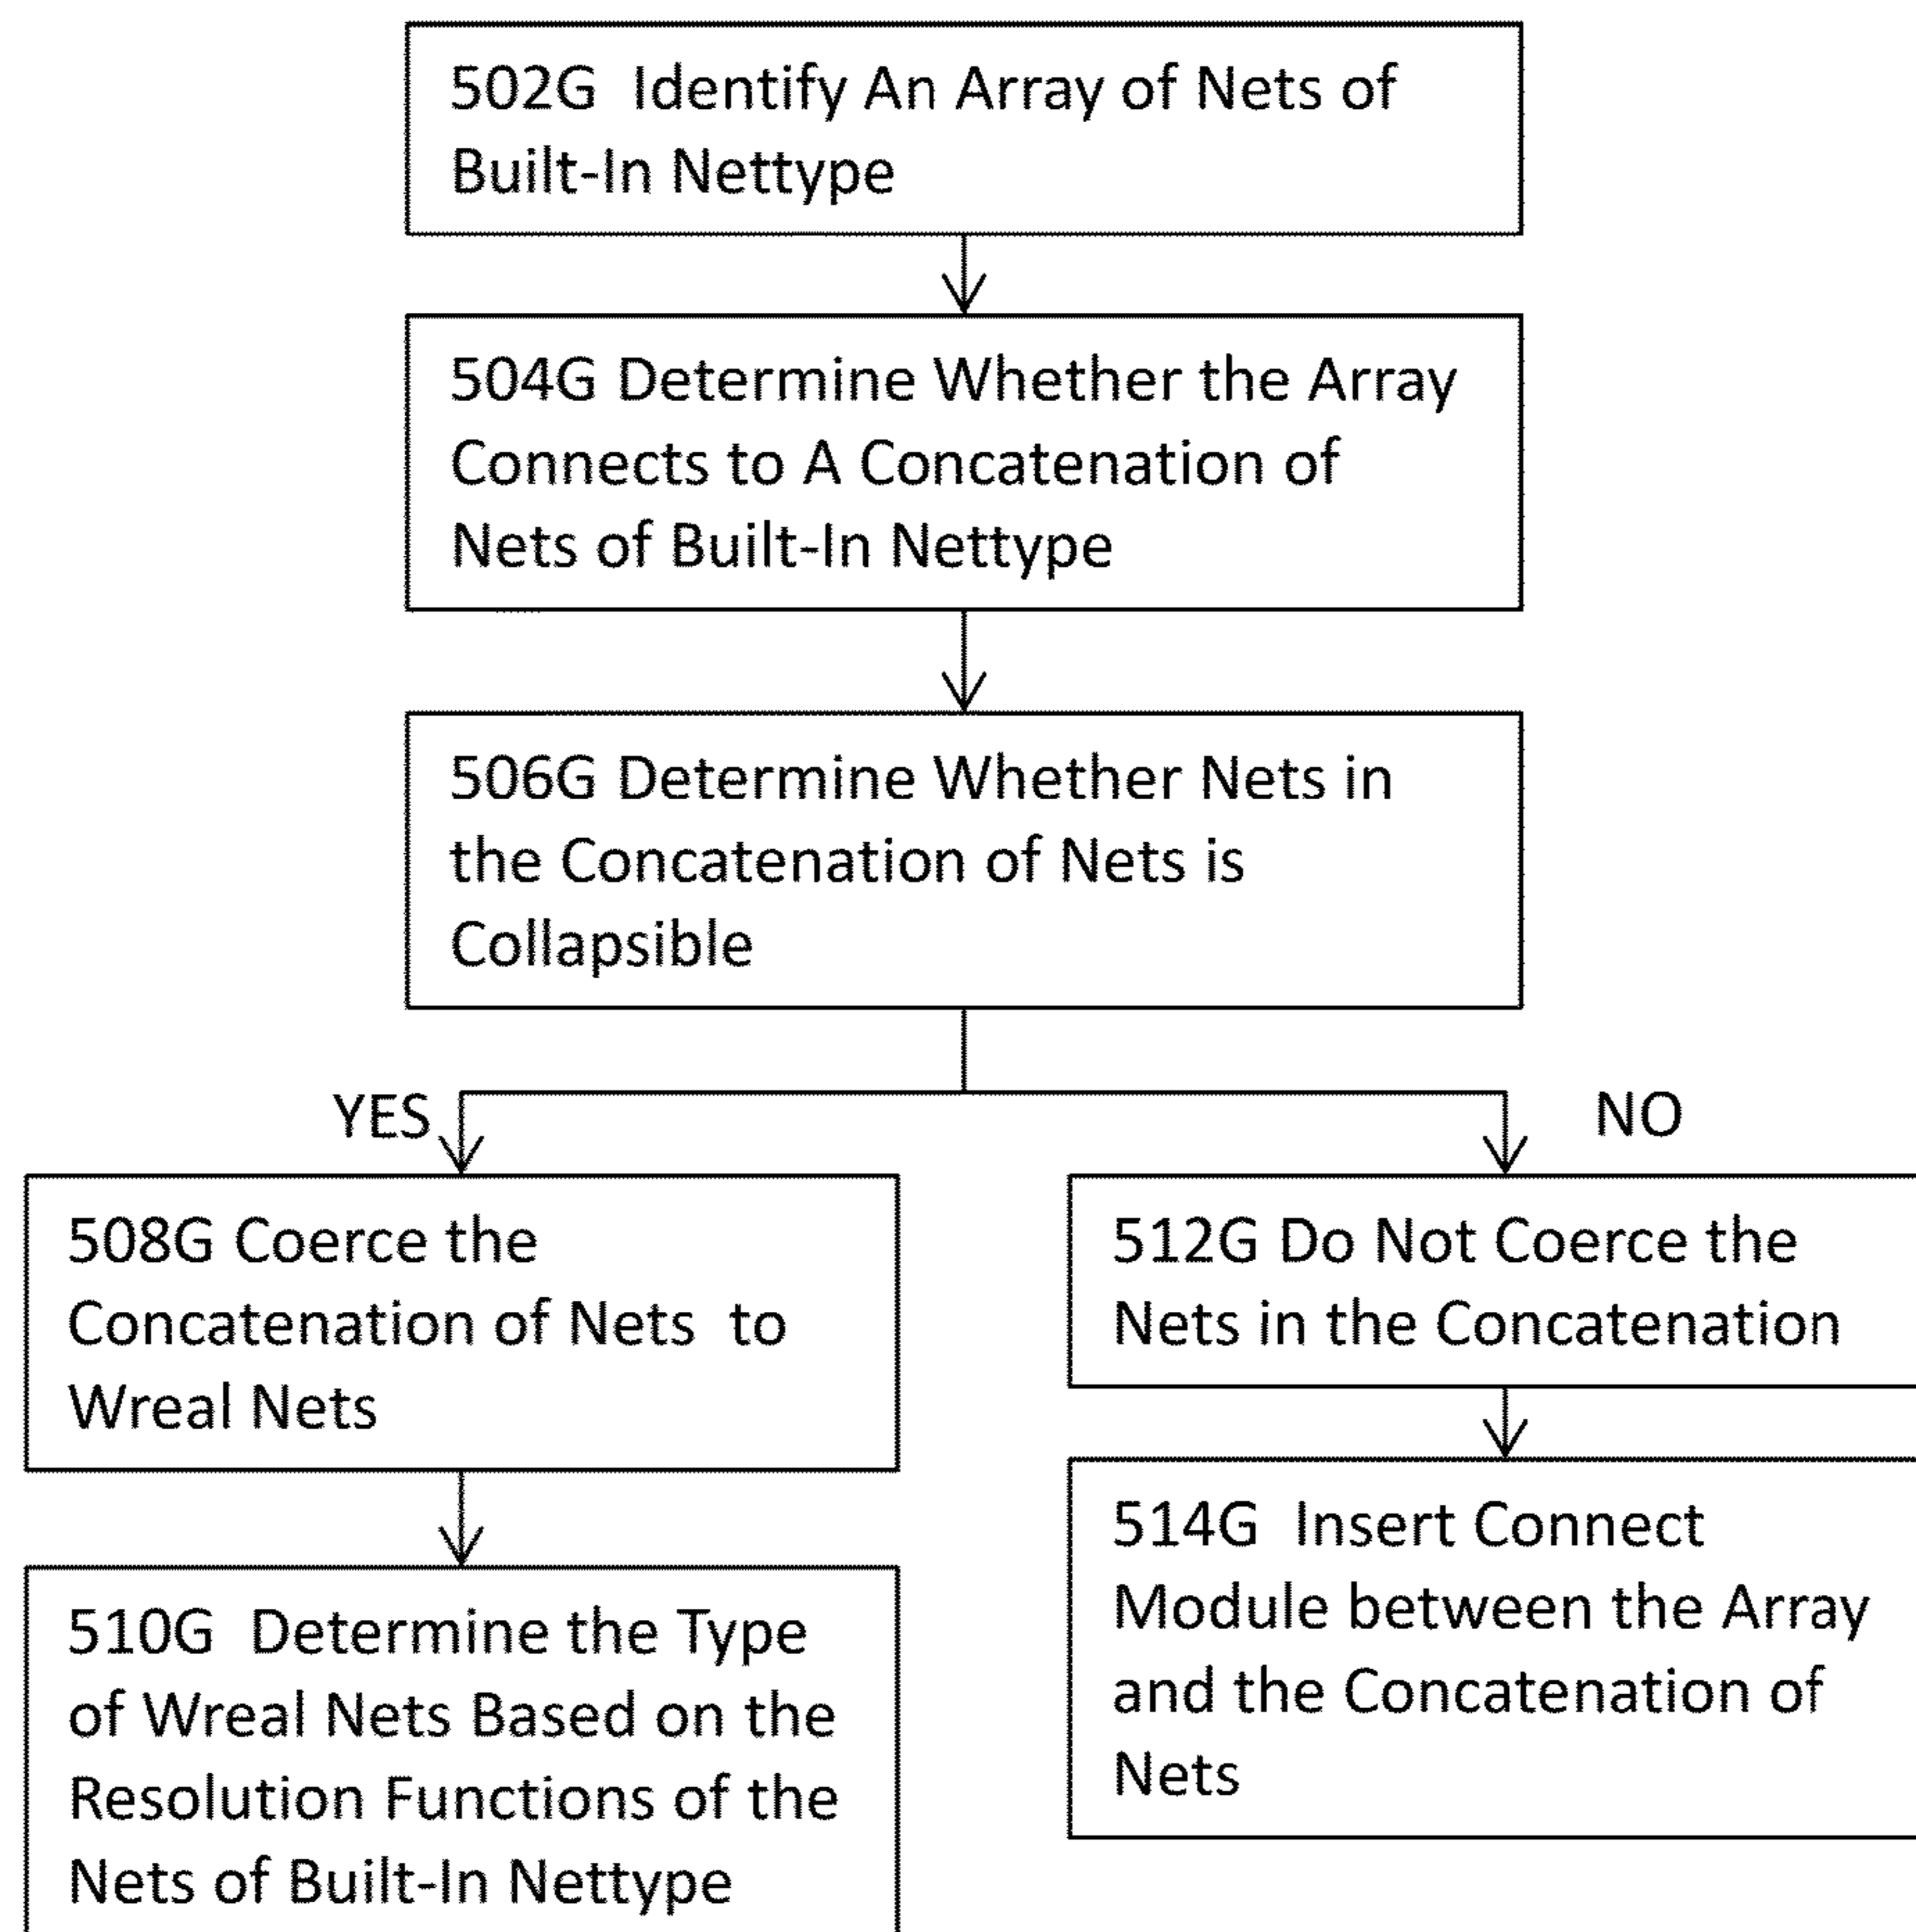 502G Identify An Array of Nets of
Built-In Nettype
504G Determine Whether the Array
Connects to A Concatenation of
Nets of Built-In Nettype
506G Determine Whether Nets in
the Concatenation of Nets is
Collapsible
YES
NO
508G Coerce the
Concatenation of Nets to
Wreal Nets
510G Determine the Type
of Wreal Nets Based on the
Resolution Functions of the
Nets of Built-In Nettype
512G Do Not Coerce the
Nets in the Concatenation
514G Insert Connect
Module between the Array
and the Concatenation of
Nets